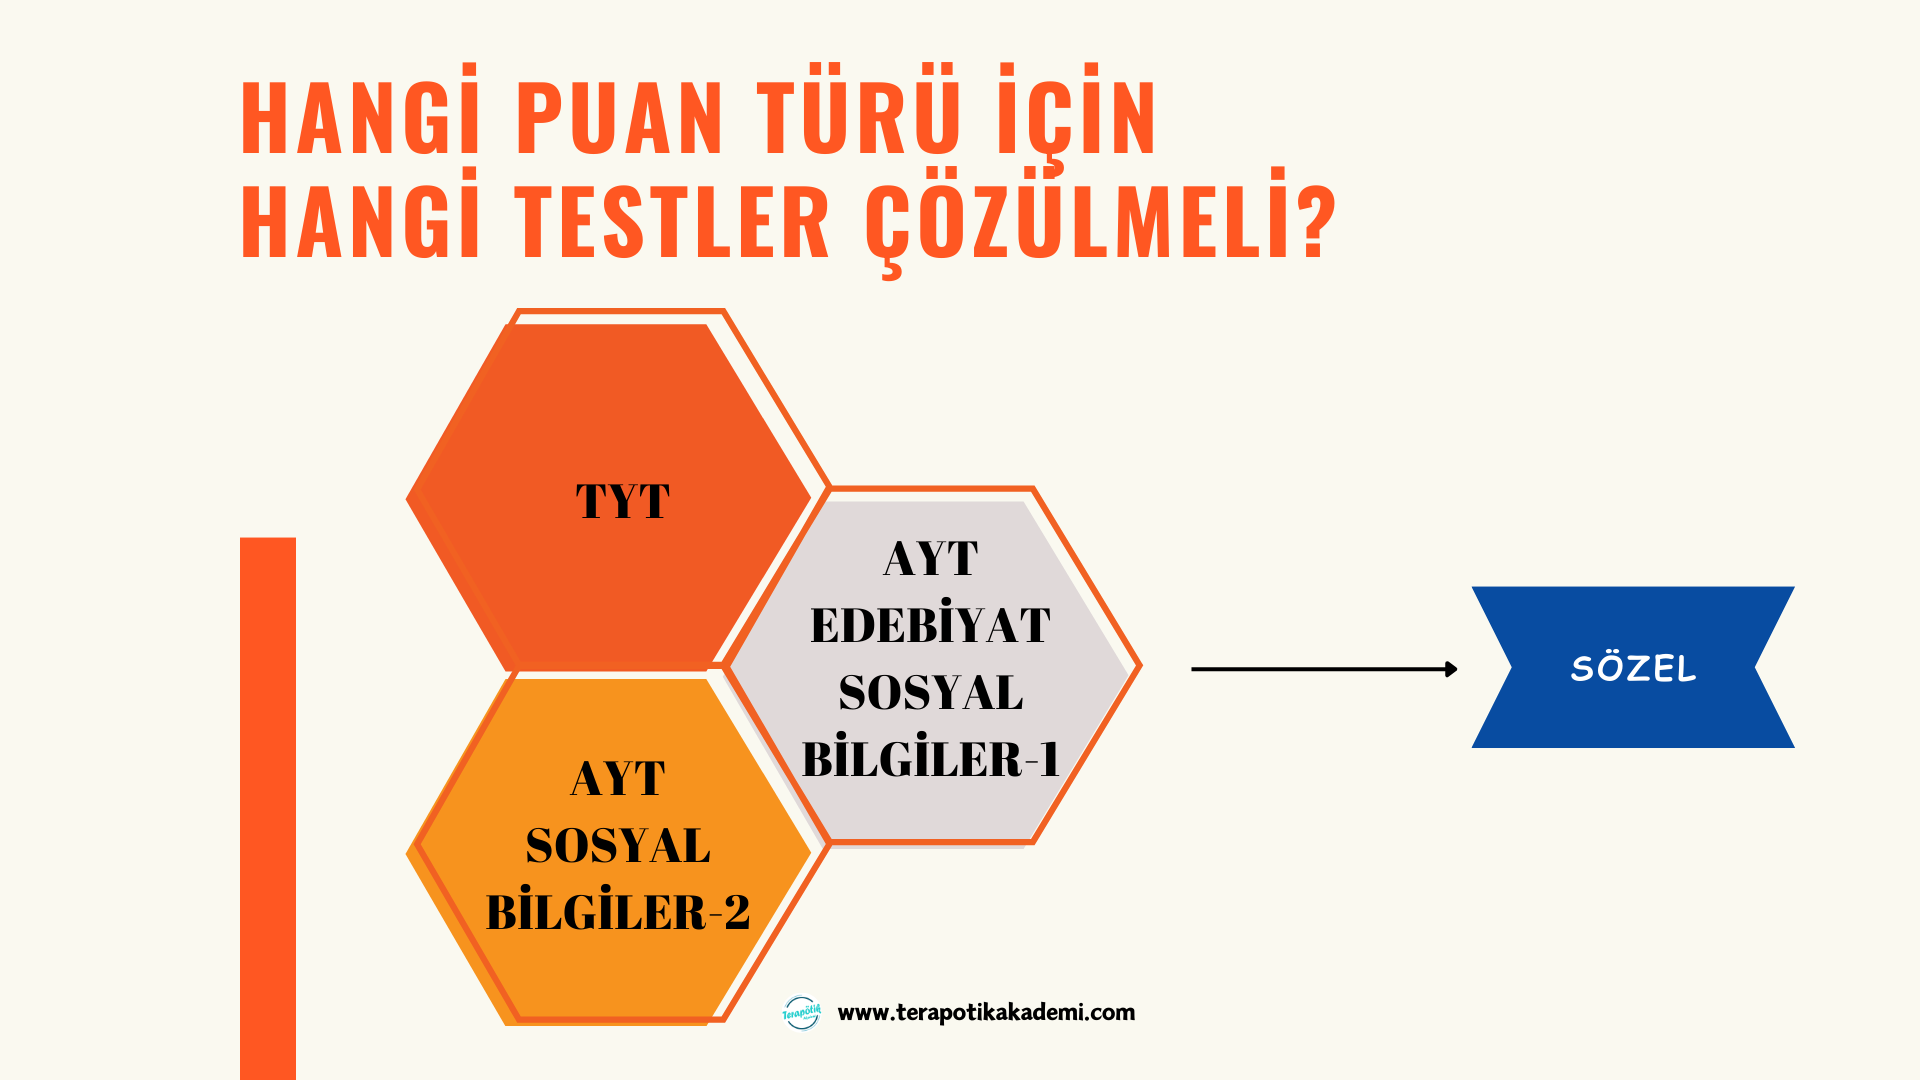 HANGİ PUAN TÜRÜ İÇİN
HANGİ TESTLER ÇÖZÜLMELİ?
TYT
AYT
EDEBİYAT
SOSYAL
BİLGİLER-1
AYT
SOSYAL
BİLGİLER-2
SÖZEL
Terapötik
www.terapotikakademi.com